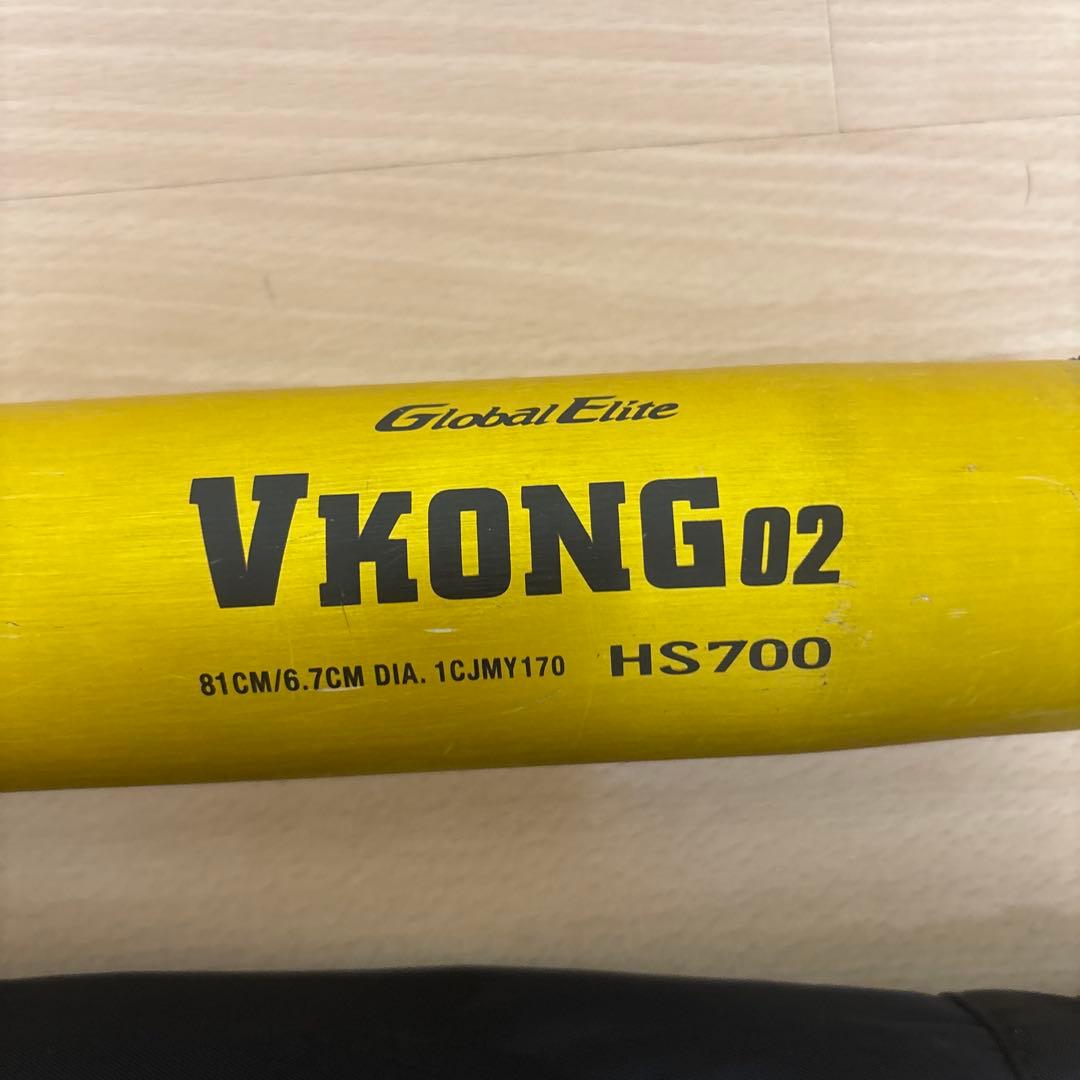 Global Elite
VKONG02
81CM/6.7CM DIA. 1CJMY170 HS700